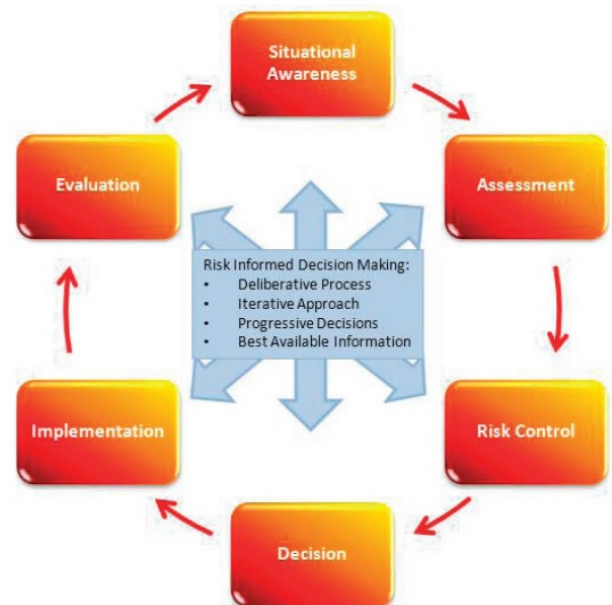 Situational
Awareness
Assessment
Risk Control
Decision
Implementation
Evaluation
Risk Informed Decision Making:
• Deliberative Process
• Iterative Approach
• Progressive Decisions
• Best Available Information